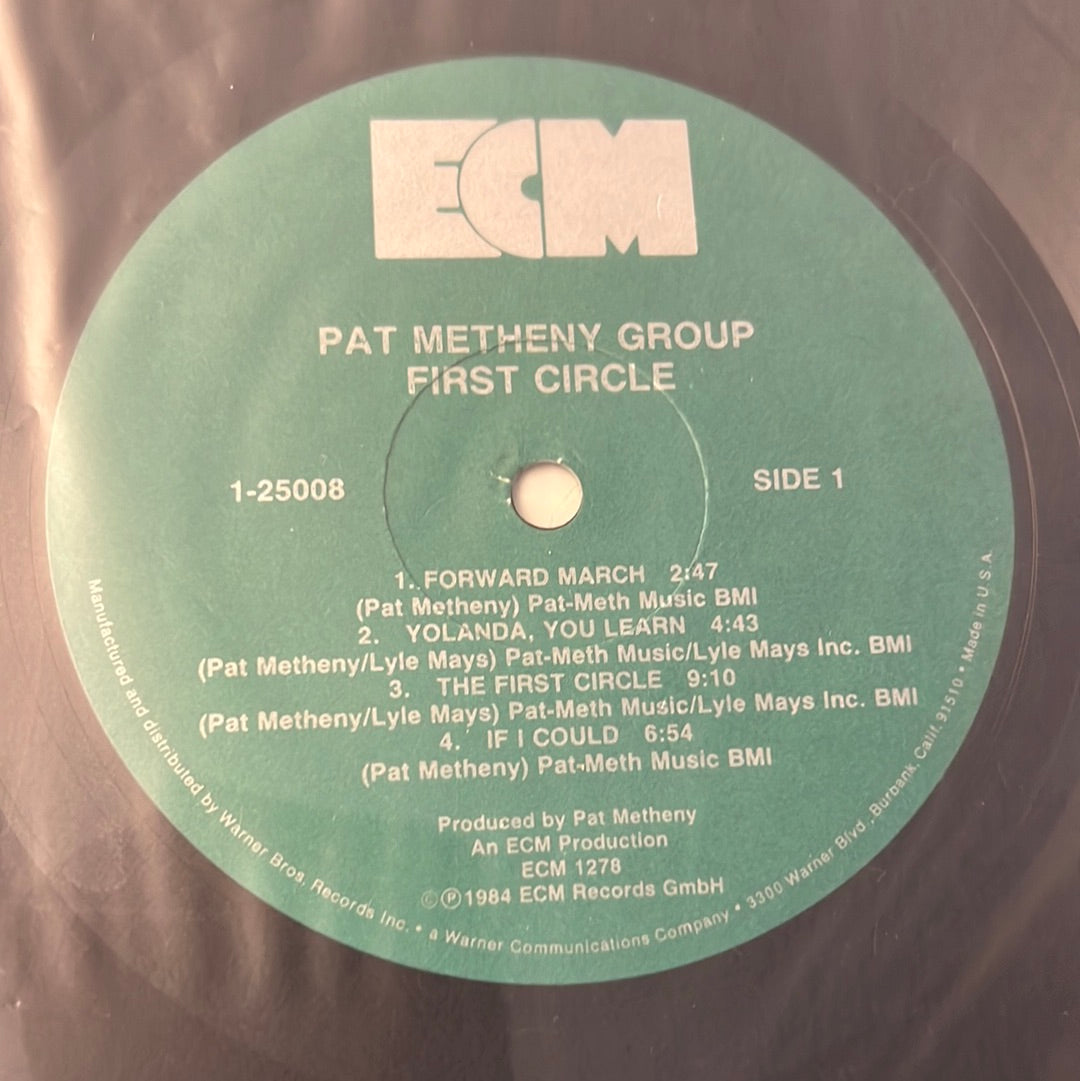 ECM
PAT METHENY GROUP
FIRST CIRCLE
1-25008
SIDE 1
1. FORWARD MARCH 2:47
(Pat Metheny) Pat-Meth Music BMI
2. YOLANDA, YOU LEARN 4:43
(Pat Metheny/Lyle Mays) Pat-Meth Music/Lyle Mays Inc. BMI
3. THE FIRST CIRCLE 9:10
(Pat Metheny/Lyle Mays) Pat-Meth Music/Lyle Mays Inc. BMI
4. IF I COULD 6:54
(Pat Metheny) Pat-Meth Music BMI
Produced by Pat Metheny
An ECM Production
ECM 1278
©℗1984 ECM Records GmbH
Manufactured and distributed by Warner Bros. Records Inc. • a Warner Communications Company • 3300 Warner Blvd., Burbank, Calif. 91510 • Made in U.S.A.